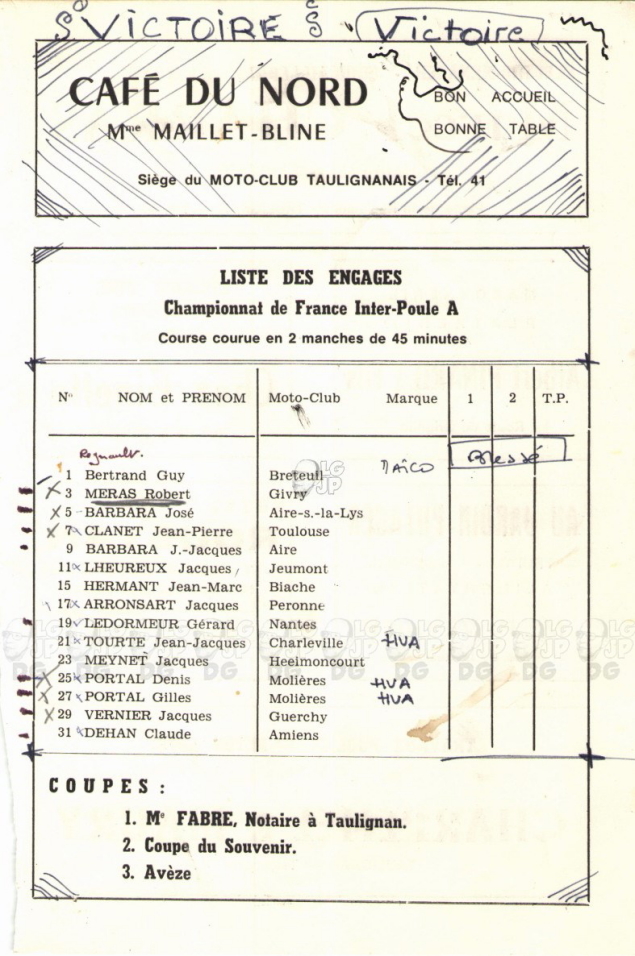 VICTOIRE Victoire
CAFÉ DU NORD
Mme MAILLET-BLINE
BON ACCUEIL
BONNE TABLE
Siège du MOTO-CLUB TAULIGNANAIS - Tél. 41
LISTE DES ENGAGES
Championnat de France Inter-Poule A
Course courue en 2 manches de 45 minutes
No NOM et PRENOM Moto-Club Marque 1 2 T.P.
Regnault. Blessé
1 Bertrand Guy Breteuil MAÏCO
3 MERAS Robert Givry
5 BARBARA José Aire-s.-la-Lys
7 CLANET Jean-Pierre Toulouse
9 BARBARA J.-Jacques Aire
11 LHEUREUX Jacques Jeumont
15 HERMANT Jean-Marc Biache
17 ARRONSART Jacques Peronne
19 LEDORMEUR Gérard Nantes
21 TOURTE Jean-Jacques Charleville HVA
23 MEYNET Jacques Heelmoncourt
25 PORTAL Denis Molières HVA
27 PORTAL Gilles Molières HVA
29 VERNIER Jacques Guerchy
31 DEHAN Claude Amiens
COUPES :
1. Me FABRE, Notaire à Taulignan.
2. Coupe du Souvenir.
3. Avèze